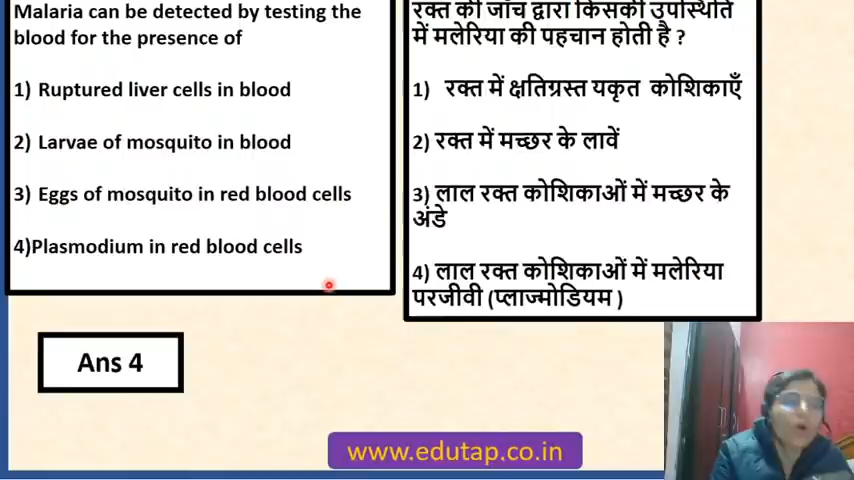 Malaria can be detected by testing the
blood for the presence of
1) Ruptured liver cells in blood
2) Larvae of mosquito in blood
3) Eggs of mosquito in red blood cells
4)Plasmodium in red blood cells
रक्त की जाँच द्वारा किसकी उपस्थिति
में मलेरिया की पहचान होती है ?
1) रक्त में क्षतिग्रस्त यकृत कोशिकाएँ
2) रक्त में मच्छर के लार्वे
3) लाल रक्त कोशिकाओं में मच्छर के
अंडे
4) लाल रक्त कोशिकाओं में मलेरिया
परजीवी (प्लाज्मोडियम )
Ans 4
www.edutap.co.in